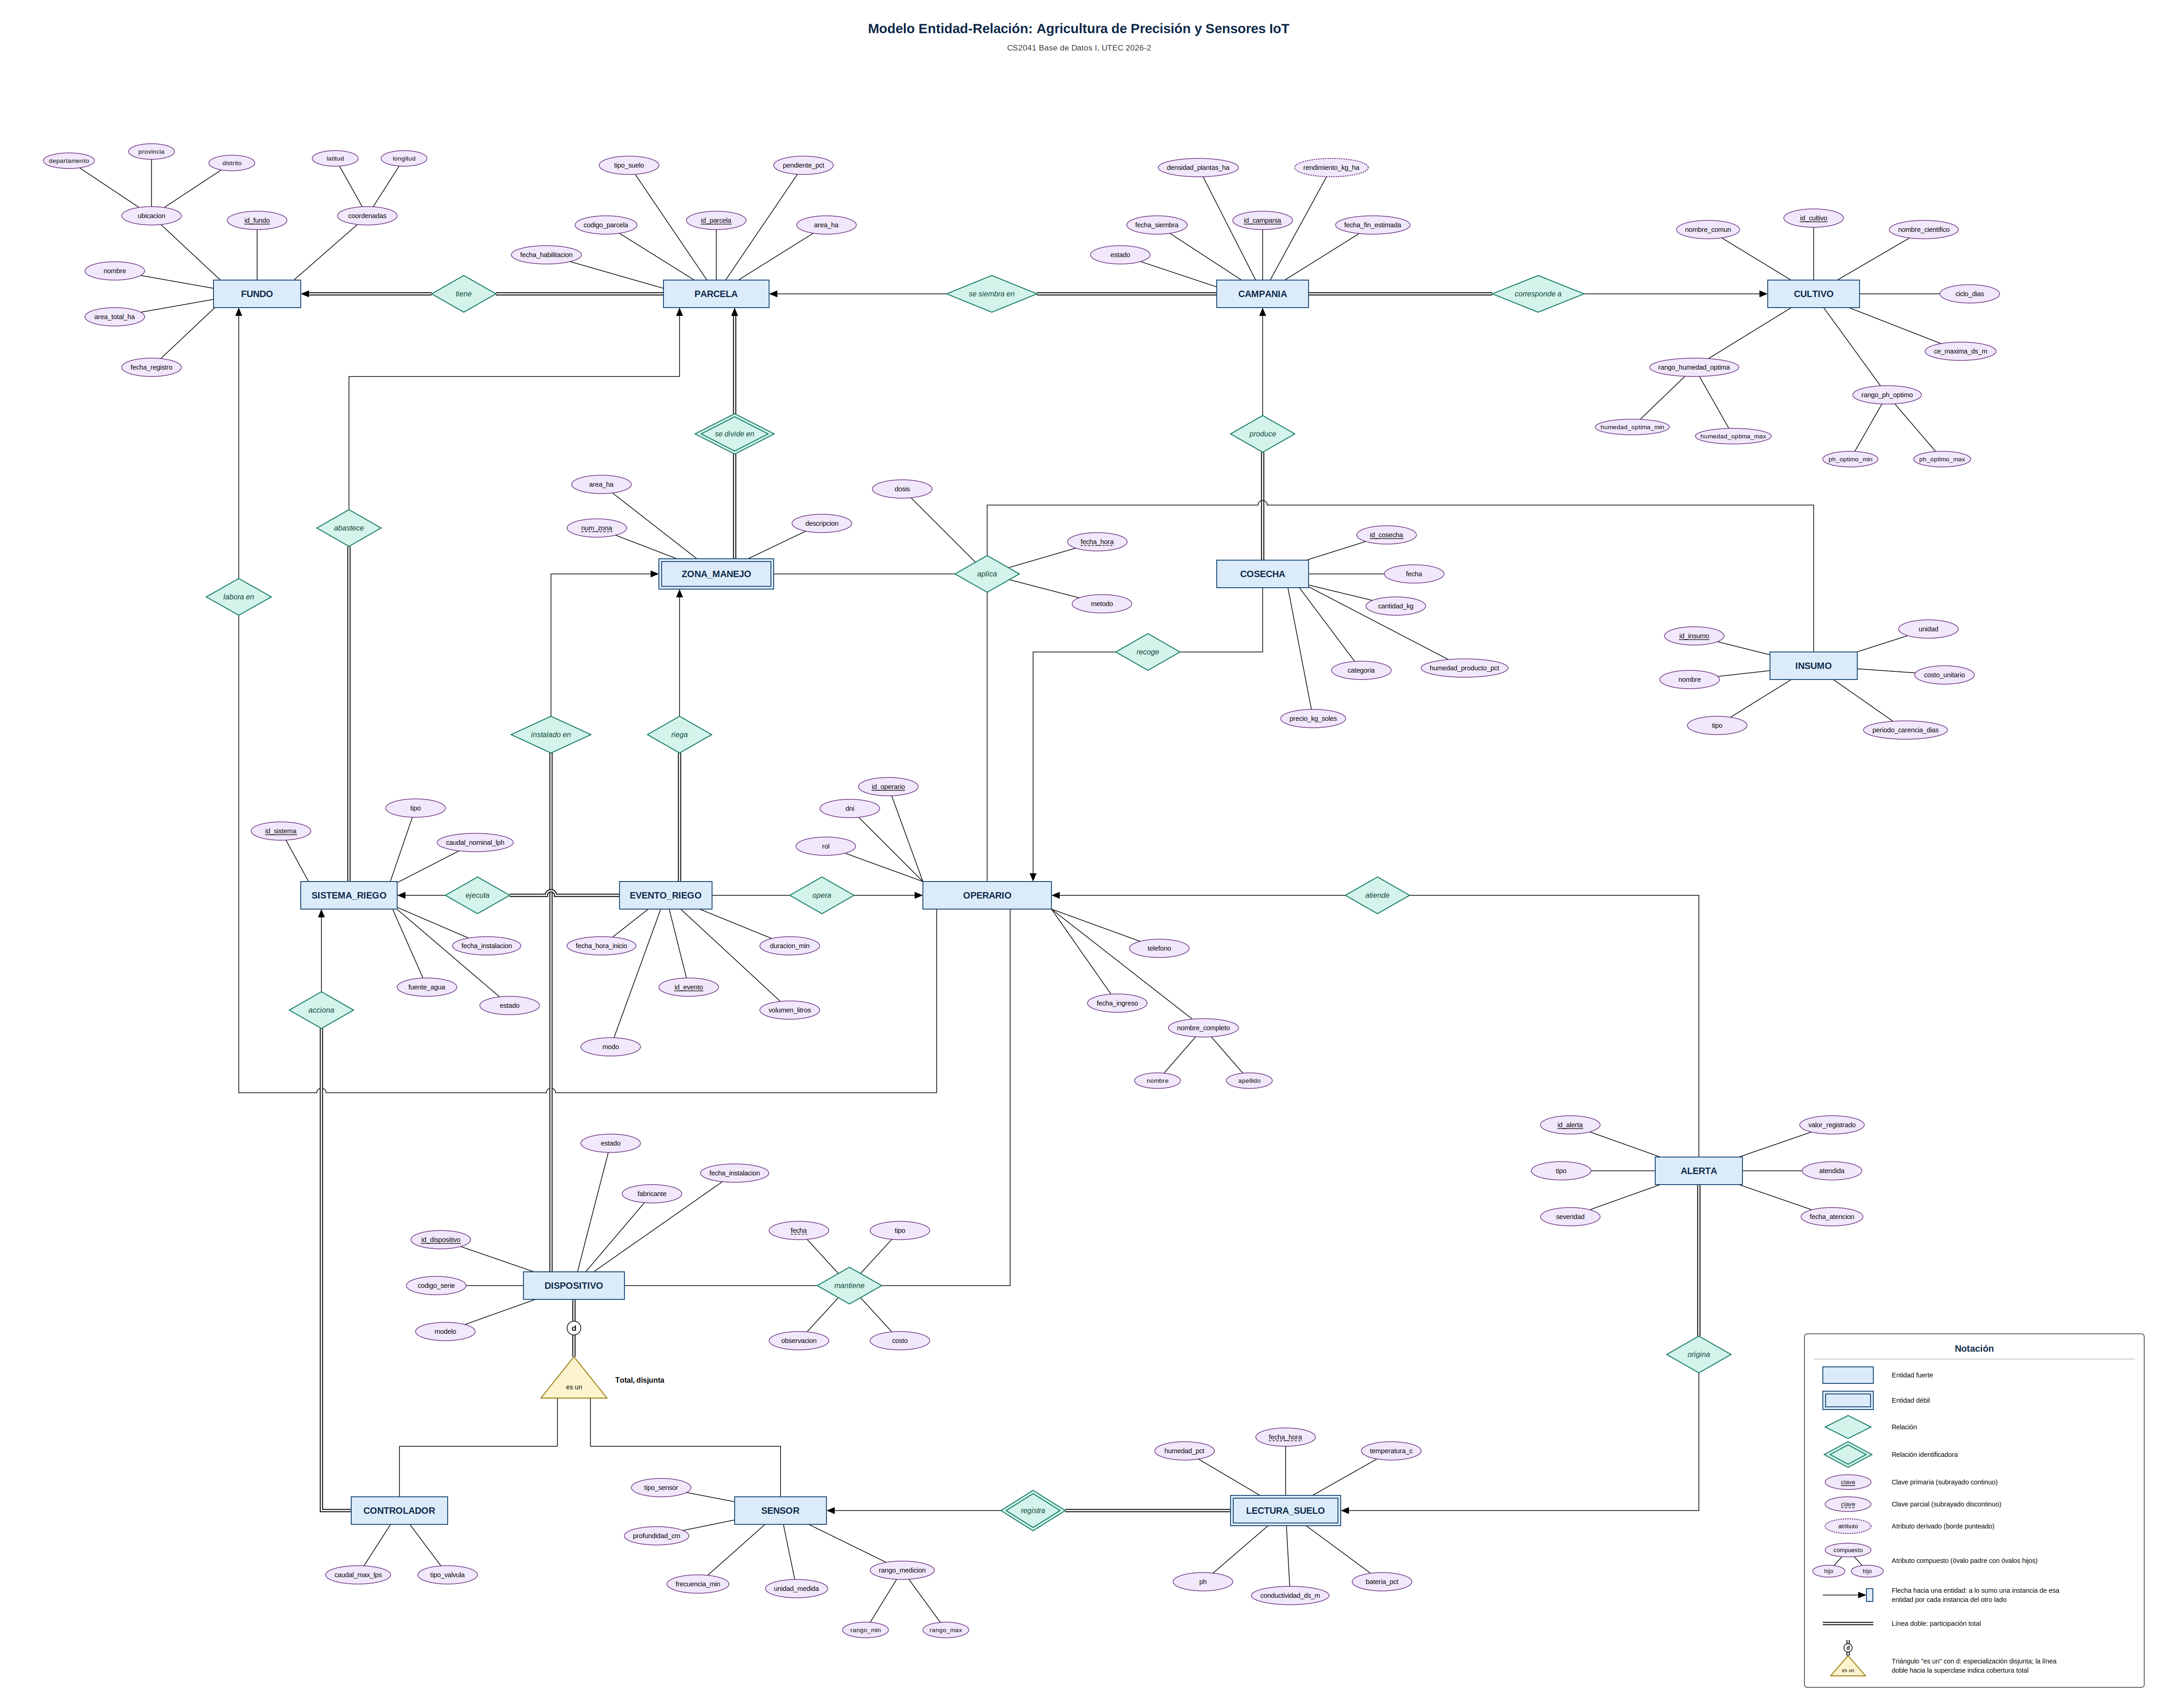 Modelo Entidad-Relación: Agricultura de Precisión y Sensores IoT
CS2041 Base de Datos I, UTEC 2026-2
departamento
provincia
distrito
latitud
longitud
ubicacion
id_fundo
coordenadas
nombre
area_total_ha
fecha_registro
FUNDO
tiene
tipo_suelo
pendiente_pct
codigo_parcela
id_parcela
area_ha
fecha_habilitacion
PARCELA
se siembra en
densidad_plantas_ha
rendimiento_kg_ha
fecha_siembra
id_campania
fecha_fin_estimada
estado
CAMPANIA
corresponde a
nombre_comun
id_cultivo
nombre_cientifico
CULTIVO
ciclo_dias
ce_maxima_ds_m
rango_humedad_optima
rango_ph_optimo
humedad_optima_min
humedad_optima_max
ph_optimo_min
ph_optimo_max
se divide en
produce
abastece
labora en
area_ha
num_zona
descripcion
ZONA_MANEJO
dosis
fecha_hora
aplica
metodo
COSECHA
id_cosecha
fecha
cantidad_kg
humedad_producto_pct
categoria
precio_kg_soles
recoge
id_insumo
unidad
INSUMO
nombre
costo_unitario
tipo
periodo_carencia_dias
instalado en
riega
id_sistema
tipo
caudal_nominal_lph
SISTEMA_RIEGO
ejecuta
EVENTO_RIEGO
opera
id_operario
dni
rol
OPERARIO
atiende
fecha_instalacion
fuente_agua
estado
fecha_hora_inicio
duracion_min
id_evento
volumen_litros
modo
telefono
fecha_ingreso
nombre_completo
nombre
apellido
acciona
id_alerta
valor_registrado
tipo
ALERTA
atendida
severidad
fecha_atencion
estado
fabricante
fecha_instalacion
id_dispositivo
codigo_serie
modelo
DISPOSITIVO
fecha
tipo
mantiene
observacion
costo
d
es un
Total, disjunta
origina
CONTROLADOR
caudal_max_lps
tipo_valvula
tipo_sensor
profundidad_cm
SENSOR
frecuencia_min
unidad_medida
rango_medicion
rango_min
rango_max
registra
humedad_pct
fecha_hora
temperatura_c
LECTURA_SUELO
ph
conductividad_ds_m
bateria_pct
Notación
Entidad fuerte
Entidad débil
Relación
Relación identificadora
clave
Clave primaria (subrayado continuo)
clave
Clave parcial (subrayado discontinuo)
atributo
Atributo derivado (borde punteado)
compuesto
hijo
hijo
Atributo compuesto (óvalo padre con óvalos hijos)
Flecha hacia una entidad: a lo sumo una instancia de esa
entidad por cada instancia del otro lado
Línea doble: participación total
d
es un
Triángulo "es un" con d: especialización disjunta; la línea
doble hacia la superclase indica cobertura total